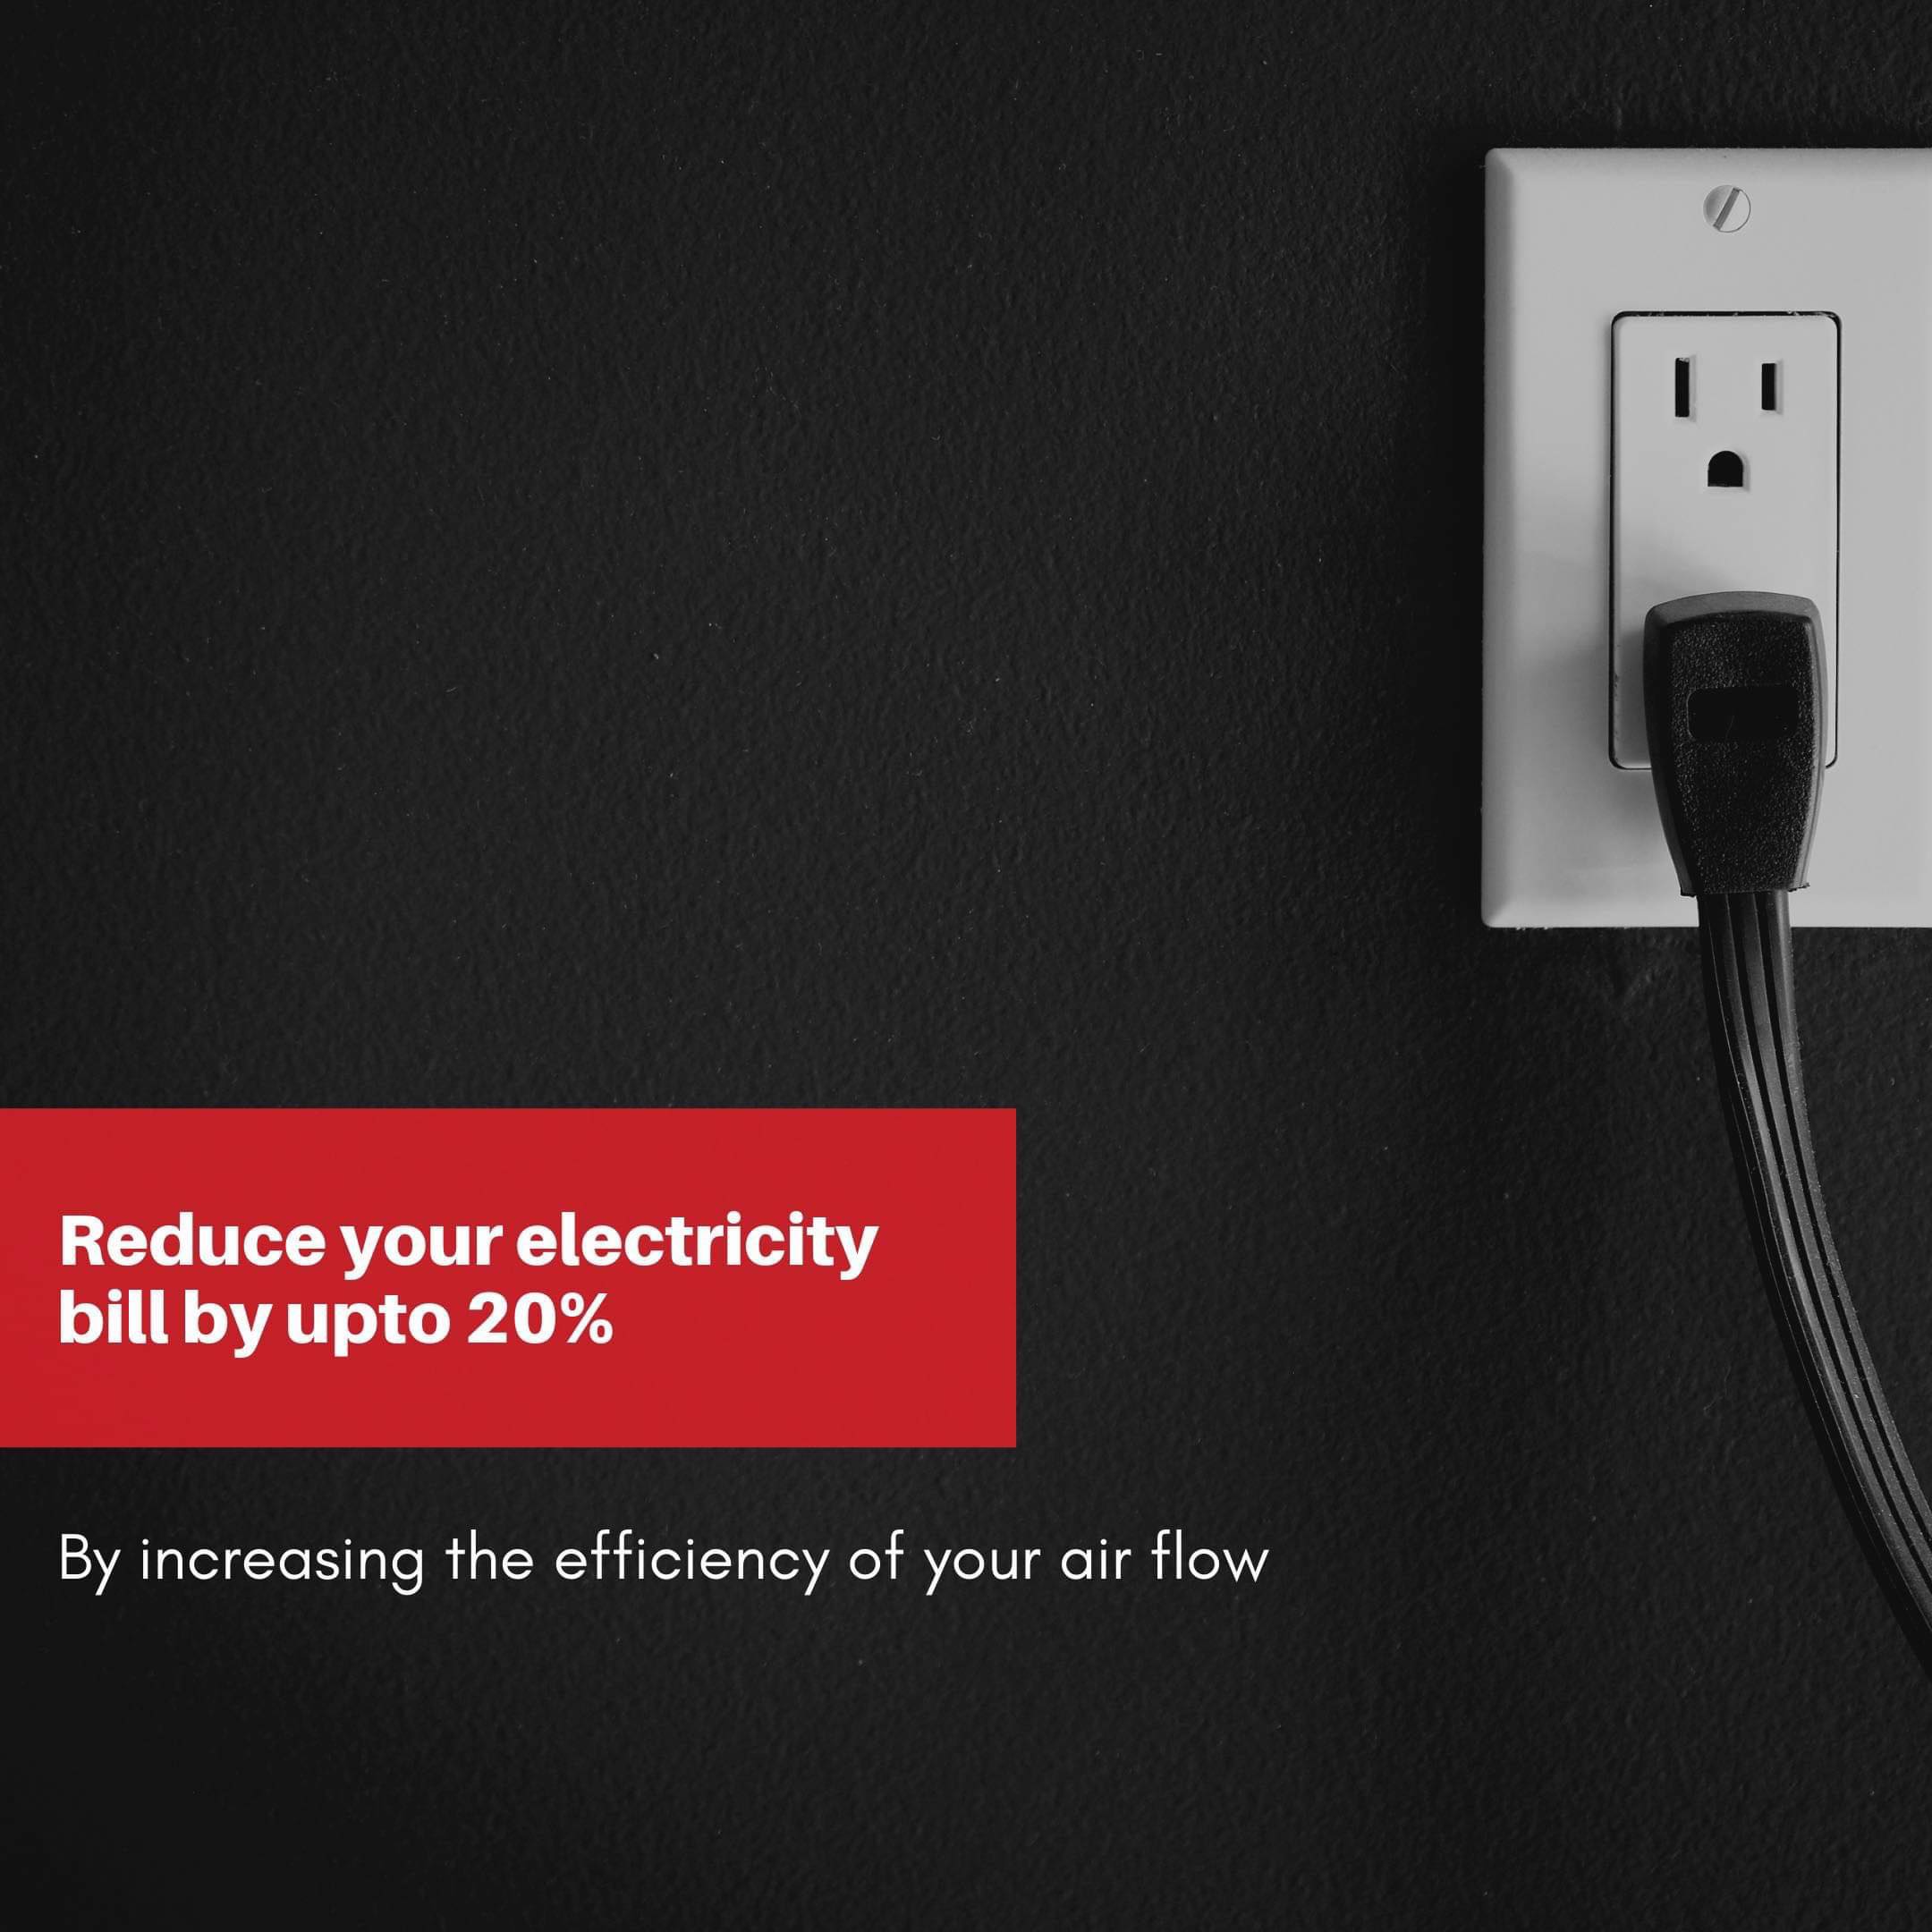 Reduce your electricity
bill by upto 20%
By increasing the efficiency of your air flow